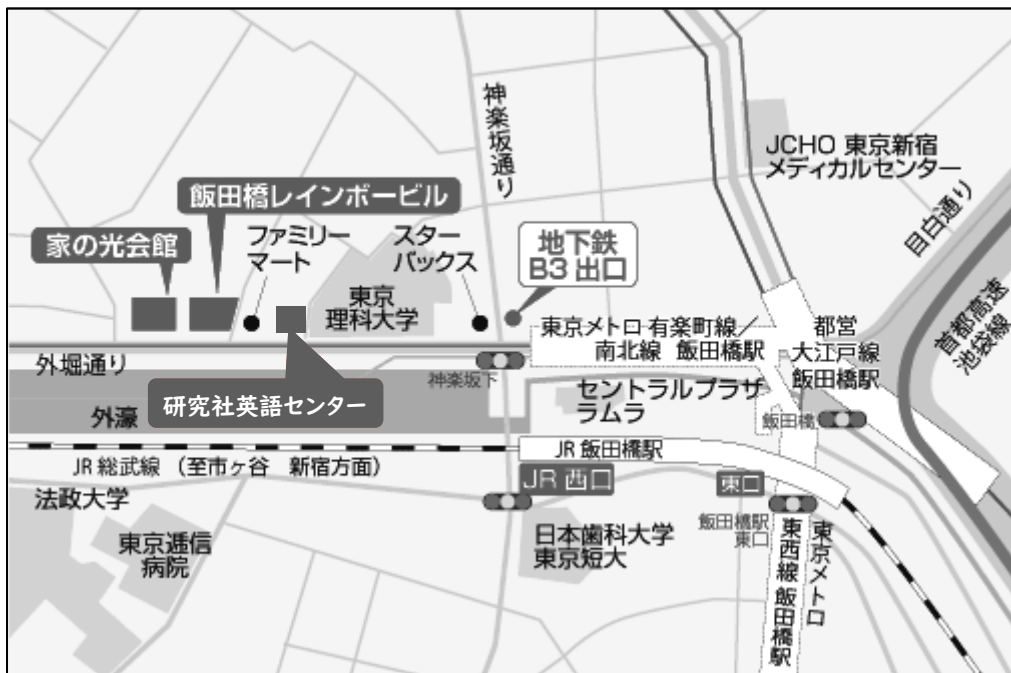 神楽坂通り
JCHO 東京新宿
メディカルセンター
目白通り
首都高速
池袋線
飯田橋レインボービル
家の光会館
ファミリー
マート
スター
バックス
地下鉄
B3 出口
東京
理科大学
東京メトロ 有楽町線／
南北線 飯田橋駅
都営
大江戸線
飯田橋駅
外堀通り
神楽坂下
セントラルプラザ
ラムラ
研究社英語センター
外濠
飯田橋
JR 飯田橋駅
JR 総武線 （至市ヶ谷 新宿方面）
JR 西口
東口
法政大学
飯田橋駅
東口
日本歯科大学
東京短大
東京逓信
病院
東京メトロ
東西線 飯田橋駅